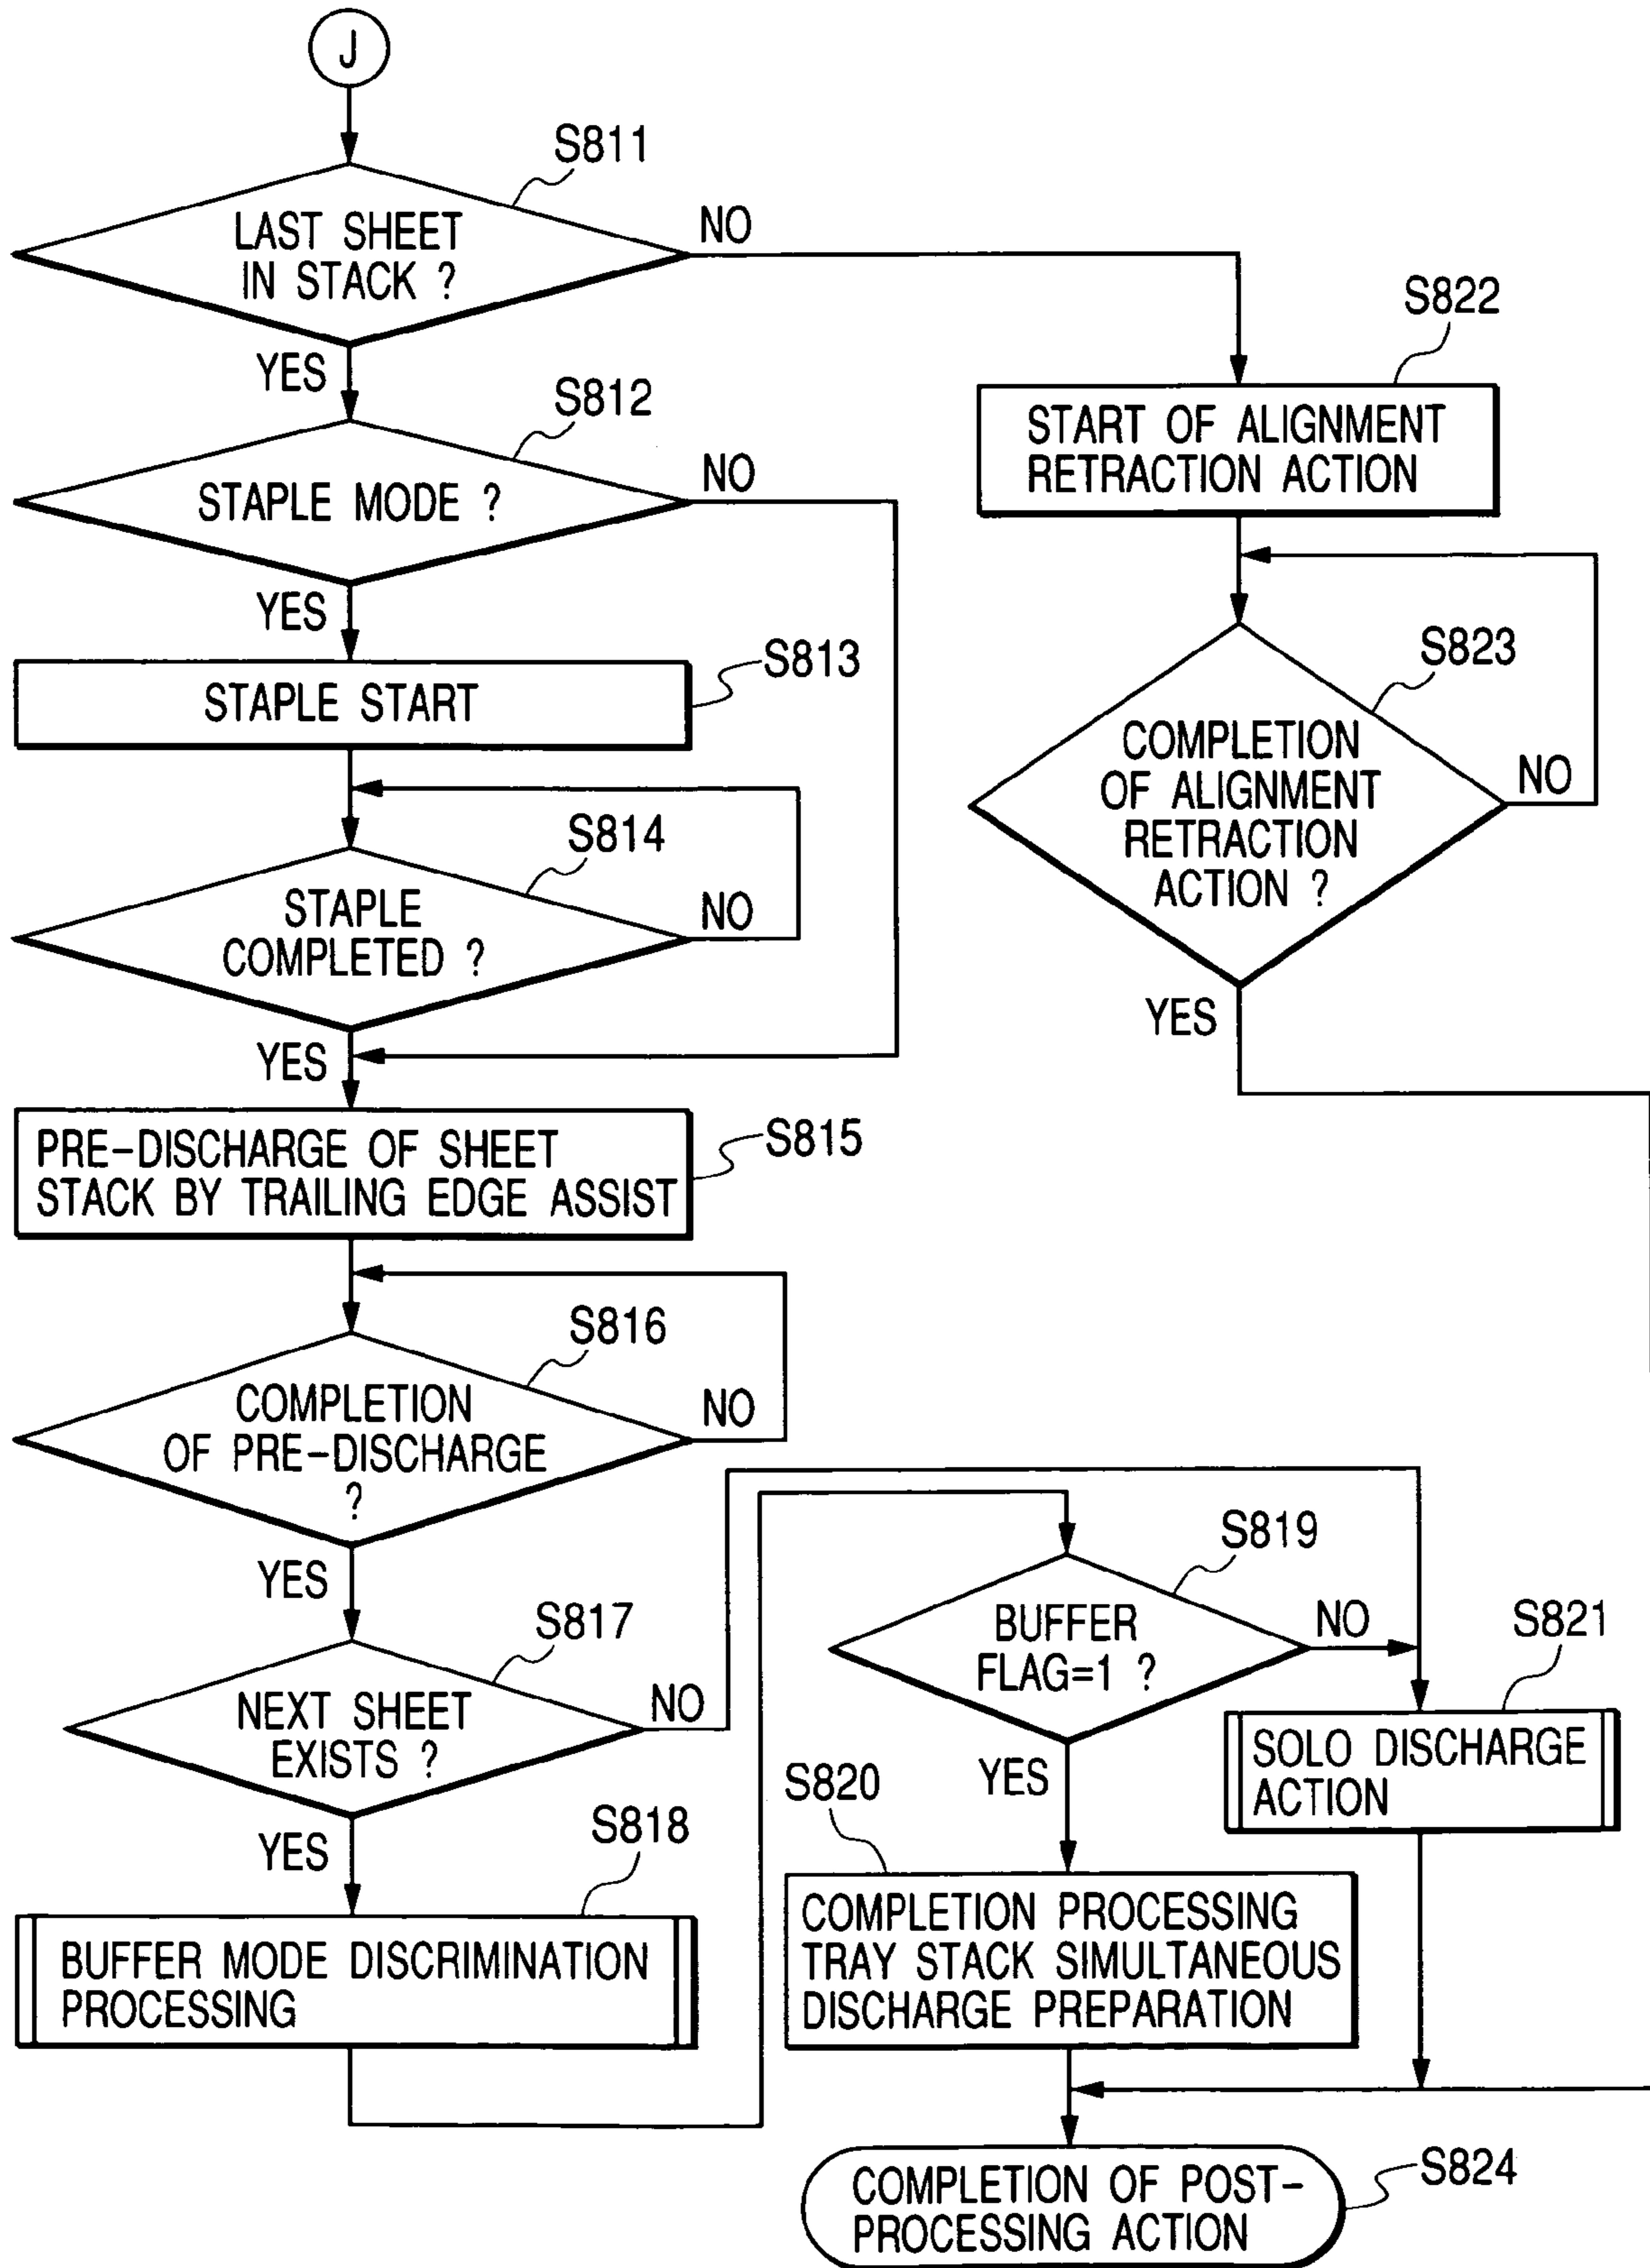 J
S811
LAST SHEET
IN STACK ?
NO
YES
S812
STAPLE MODE ?
NO
YES
S813
STAPLE START
S814
STAPLE
COMPLETED ?
NO
YES
S815
PRE-DISCHARGE OF SHEET
STACK BY TRAILING EDGE ASSIST
S816
COMPLETION
OF PRE-DISCHARGE
?
NO
YES
S817
NEXT SHEET
EXISTS ?
NO
YES
S818
BUFFER MODE DISCRIMINATION
PROCESSING
S819
BUFFER
FLAG=1 ?
NO
YES
S820
COMPLETION PROCESSING
TRAY STACK SIMULTANEOUS
DISCHARGE PREPARATION
S821
SOLO DISCHARGE
ACTION
S822
START OF ALIGNMENT
RETRACTION ACTION
S823
COMPLETION
OF ALIGNMENT
RETRACTION
ACTION ?
NO
YES
S824
COMPLETION OF POST-
PROCESSING ACTION